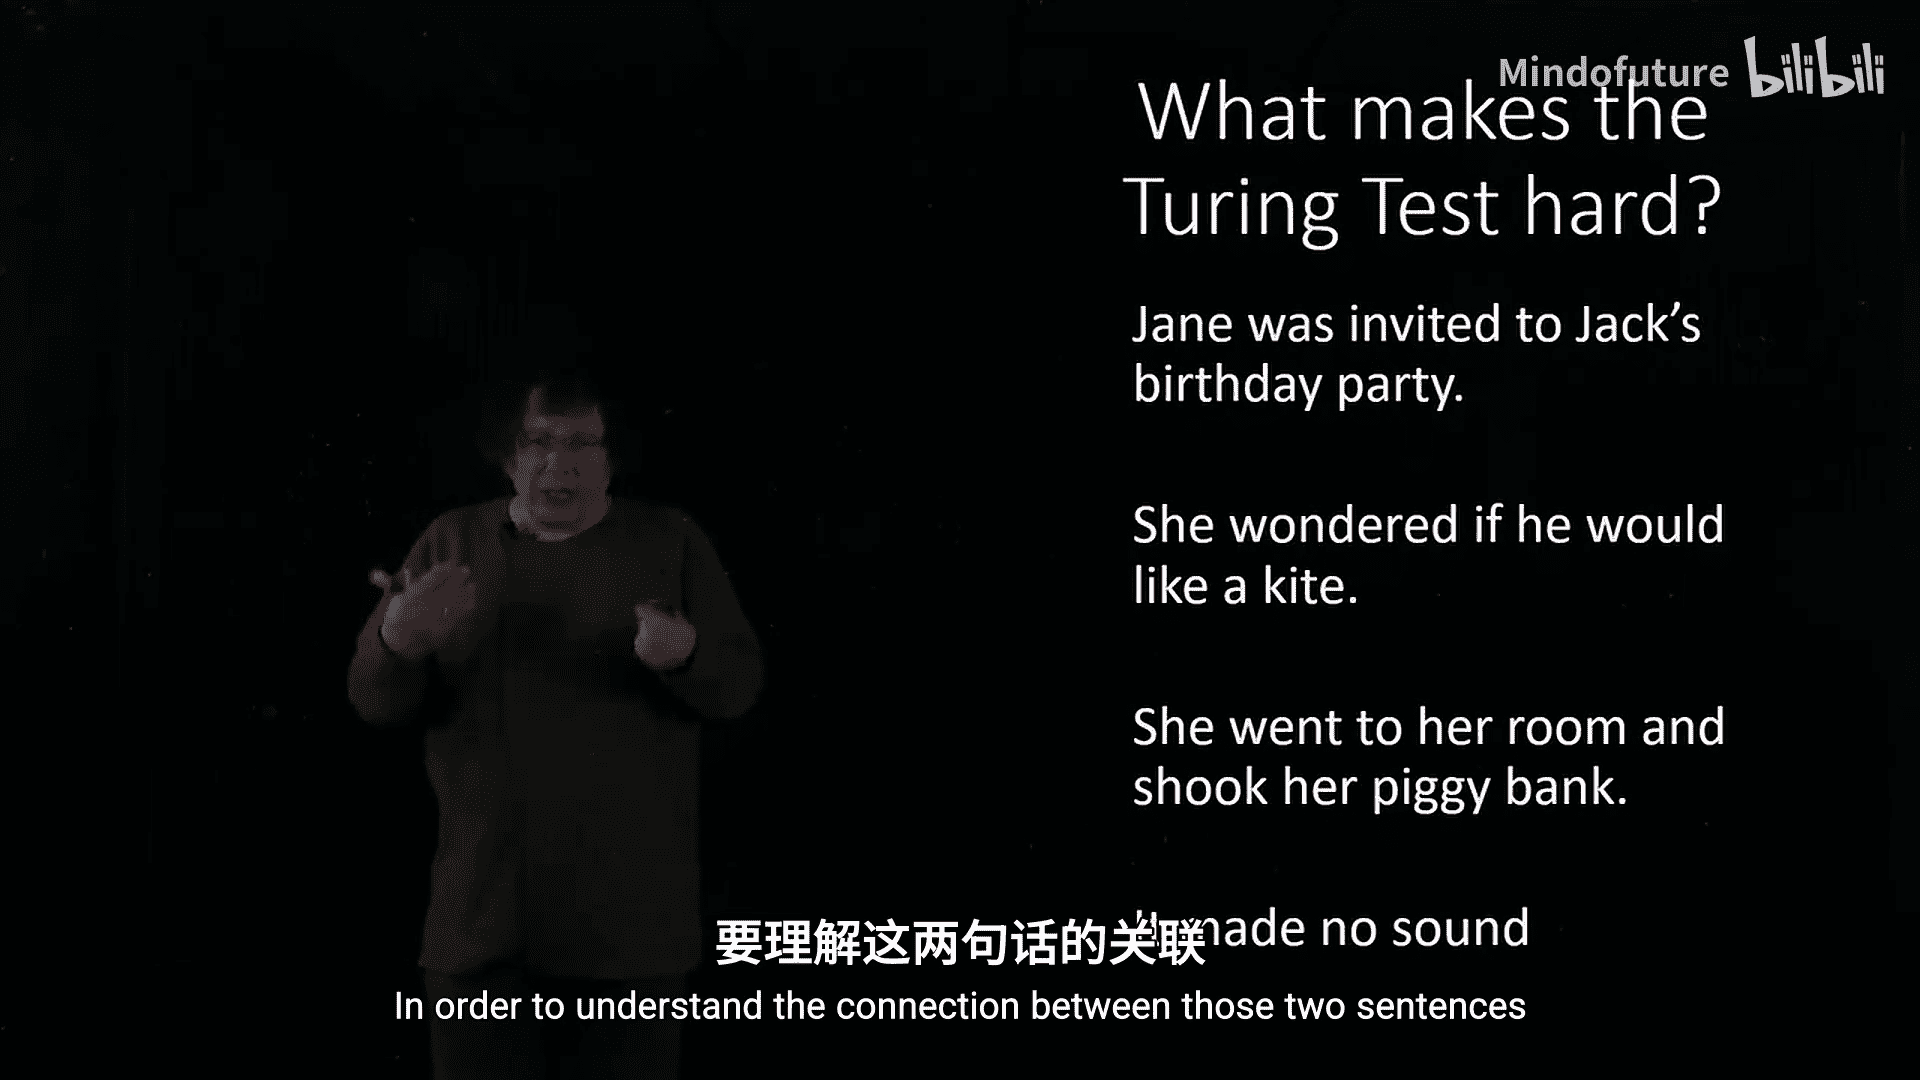 Mindofuture bilibili
What makes the
Turing Test hard?
Jane was invited to Jack’s
birthday party.
She wondered if he would
like a kite.
She went to her room and
shook her piggy bank.
made no sound
要理解这两句话的关联
In order to understand the connection between those two sentences